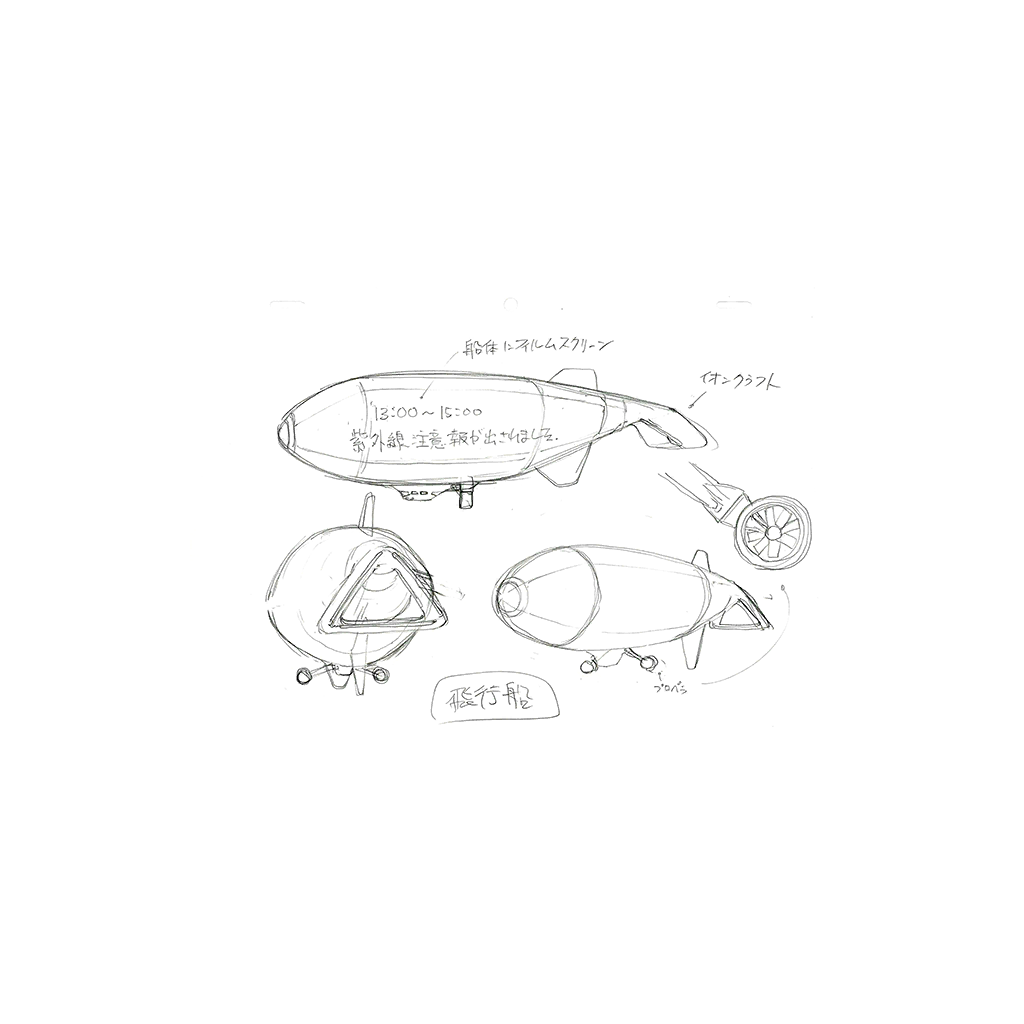 船体にフィルムスクリーン
イオンクラフト
13:00～15:00
紫外線注意報が出されました.
プロペラ
飛行船